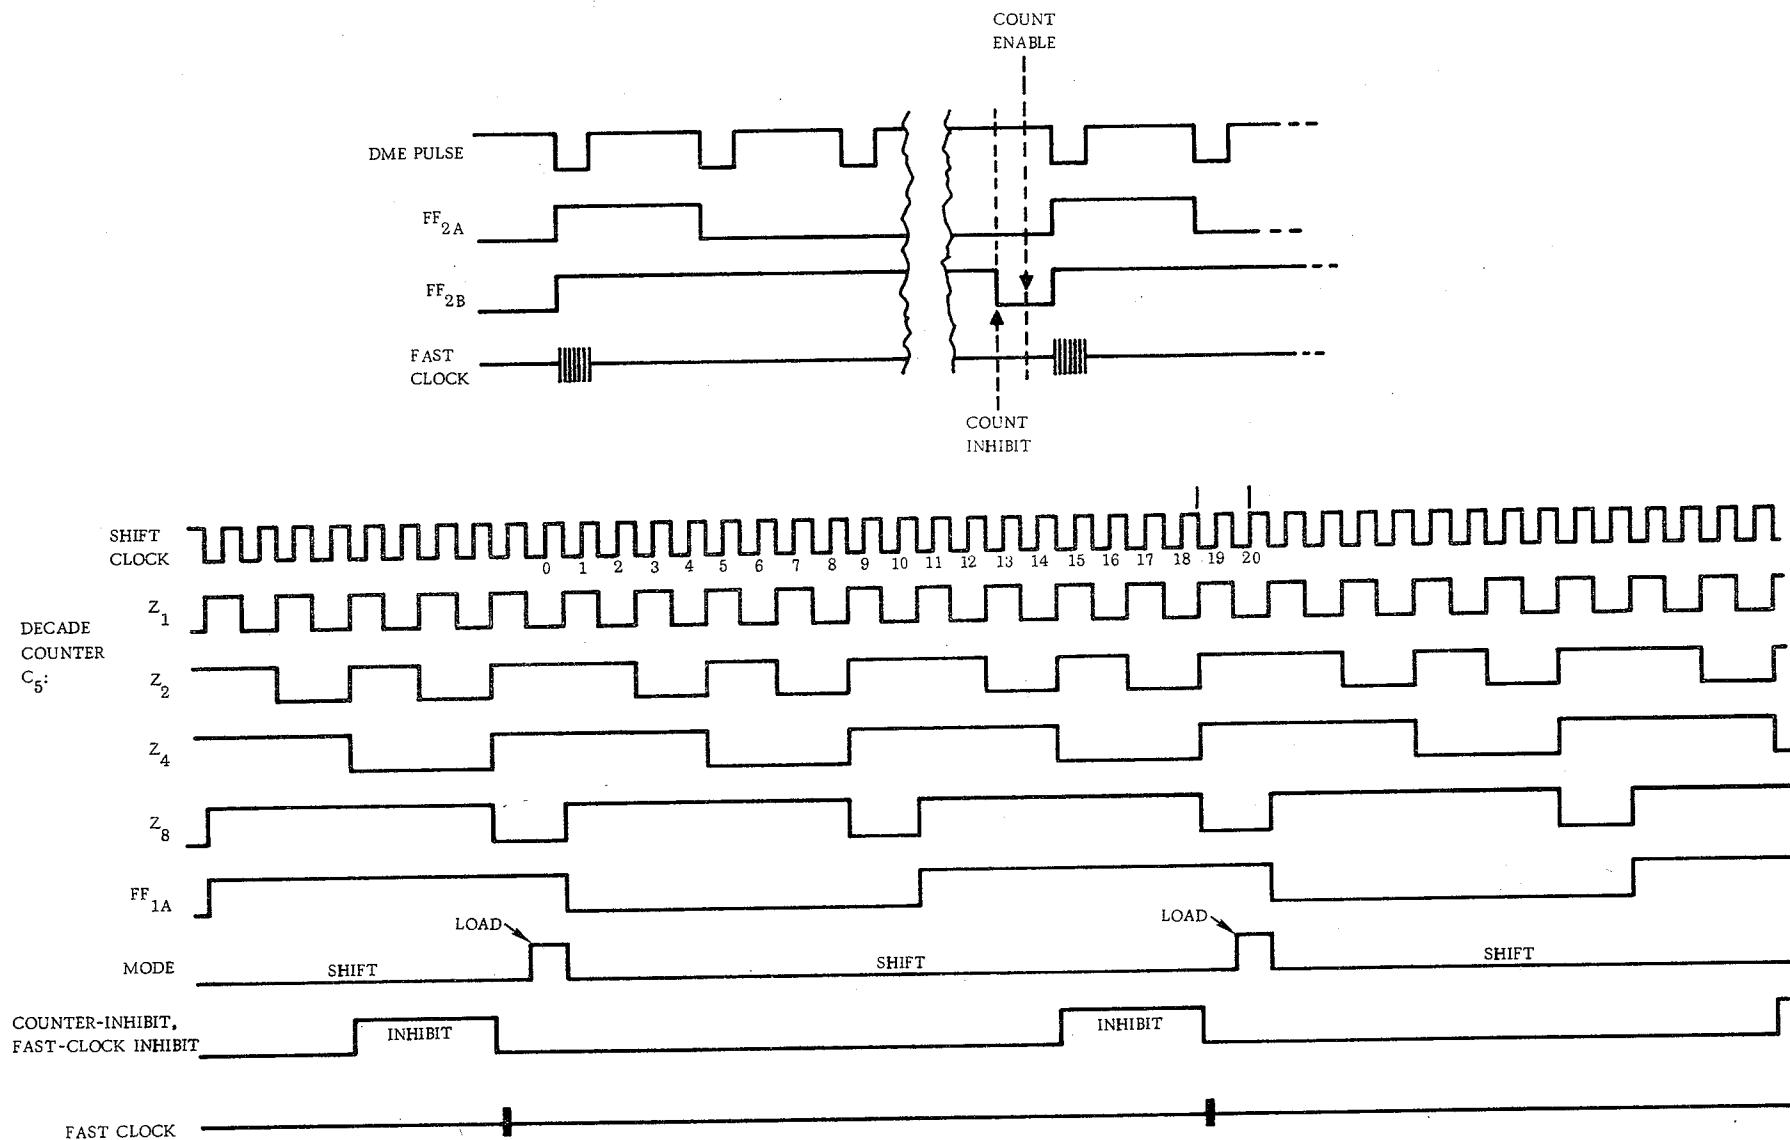 COUNT
ENABLE
DME PULSE
FF2A
FF2B
FAST
CLOCK
COUNT
INHIBIT
SHIFT
CLOCK
0 1 2 3 4 5 6 7 8 9 10 11 12 13 14 15 16 17 18 19 20
DECADE
COUNTER
C5:
Z1
Z2
Z4
Z8
FF1A
LOAD
LOAD
MODE
SHIFT
SHIFT
SHIFT
COUNTER-INHIBIT,
FAST-CLOCK INHIBIT
INHIBIT
INHIBIT
FAST CLOCK